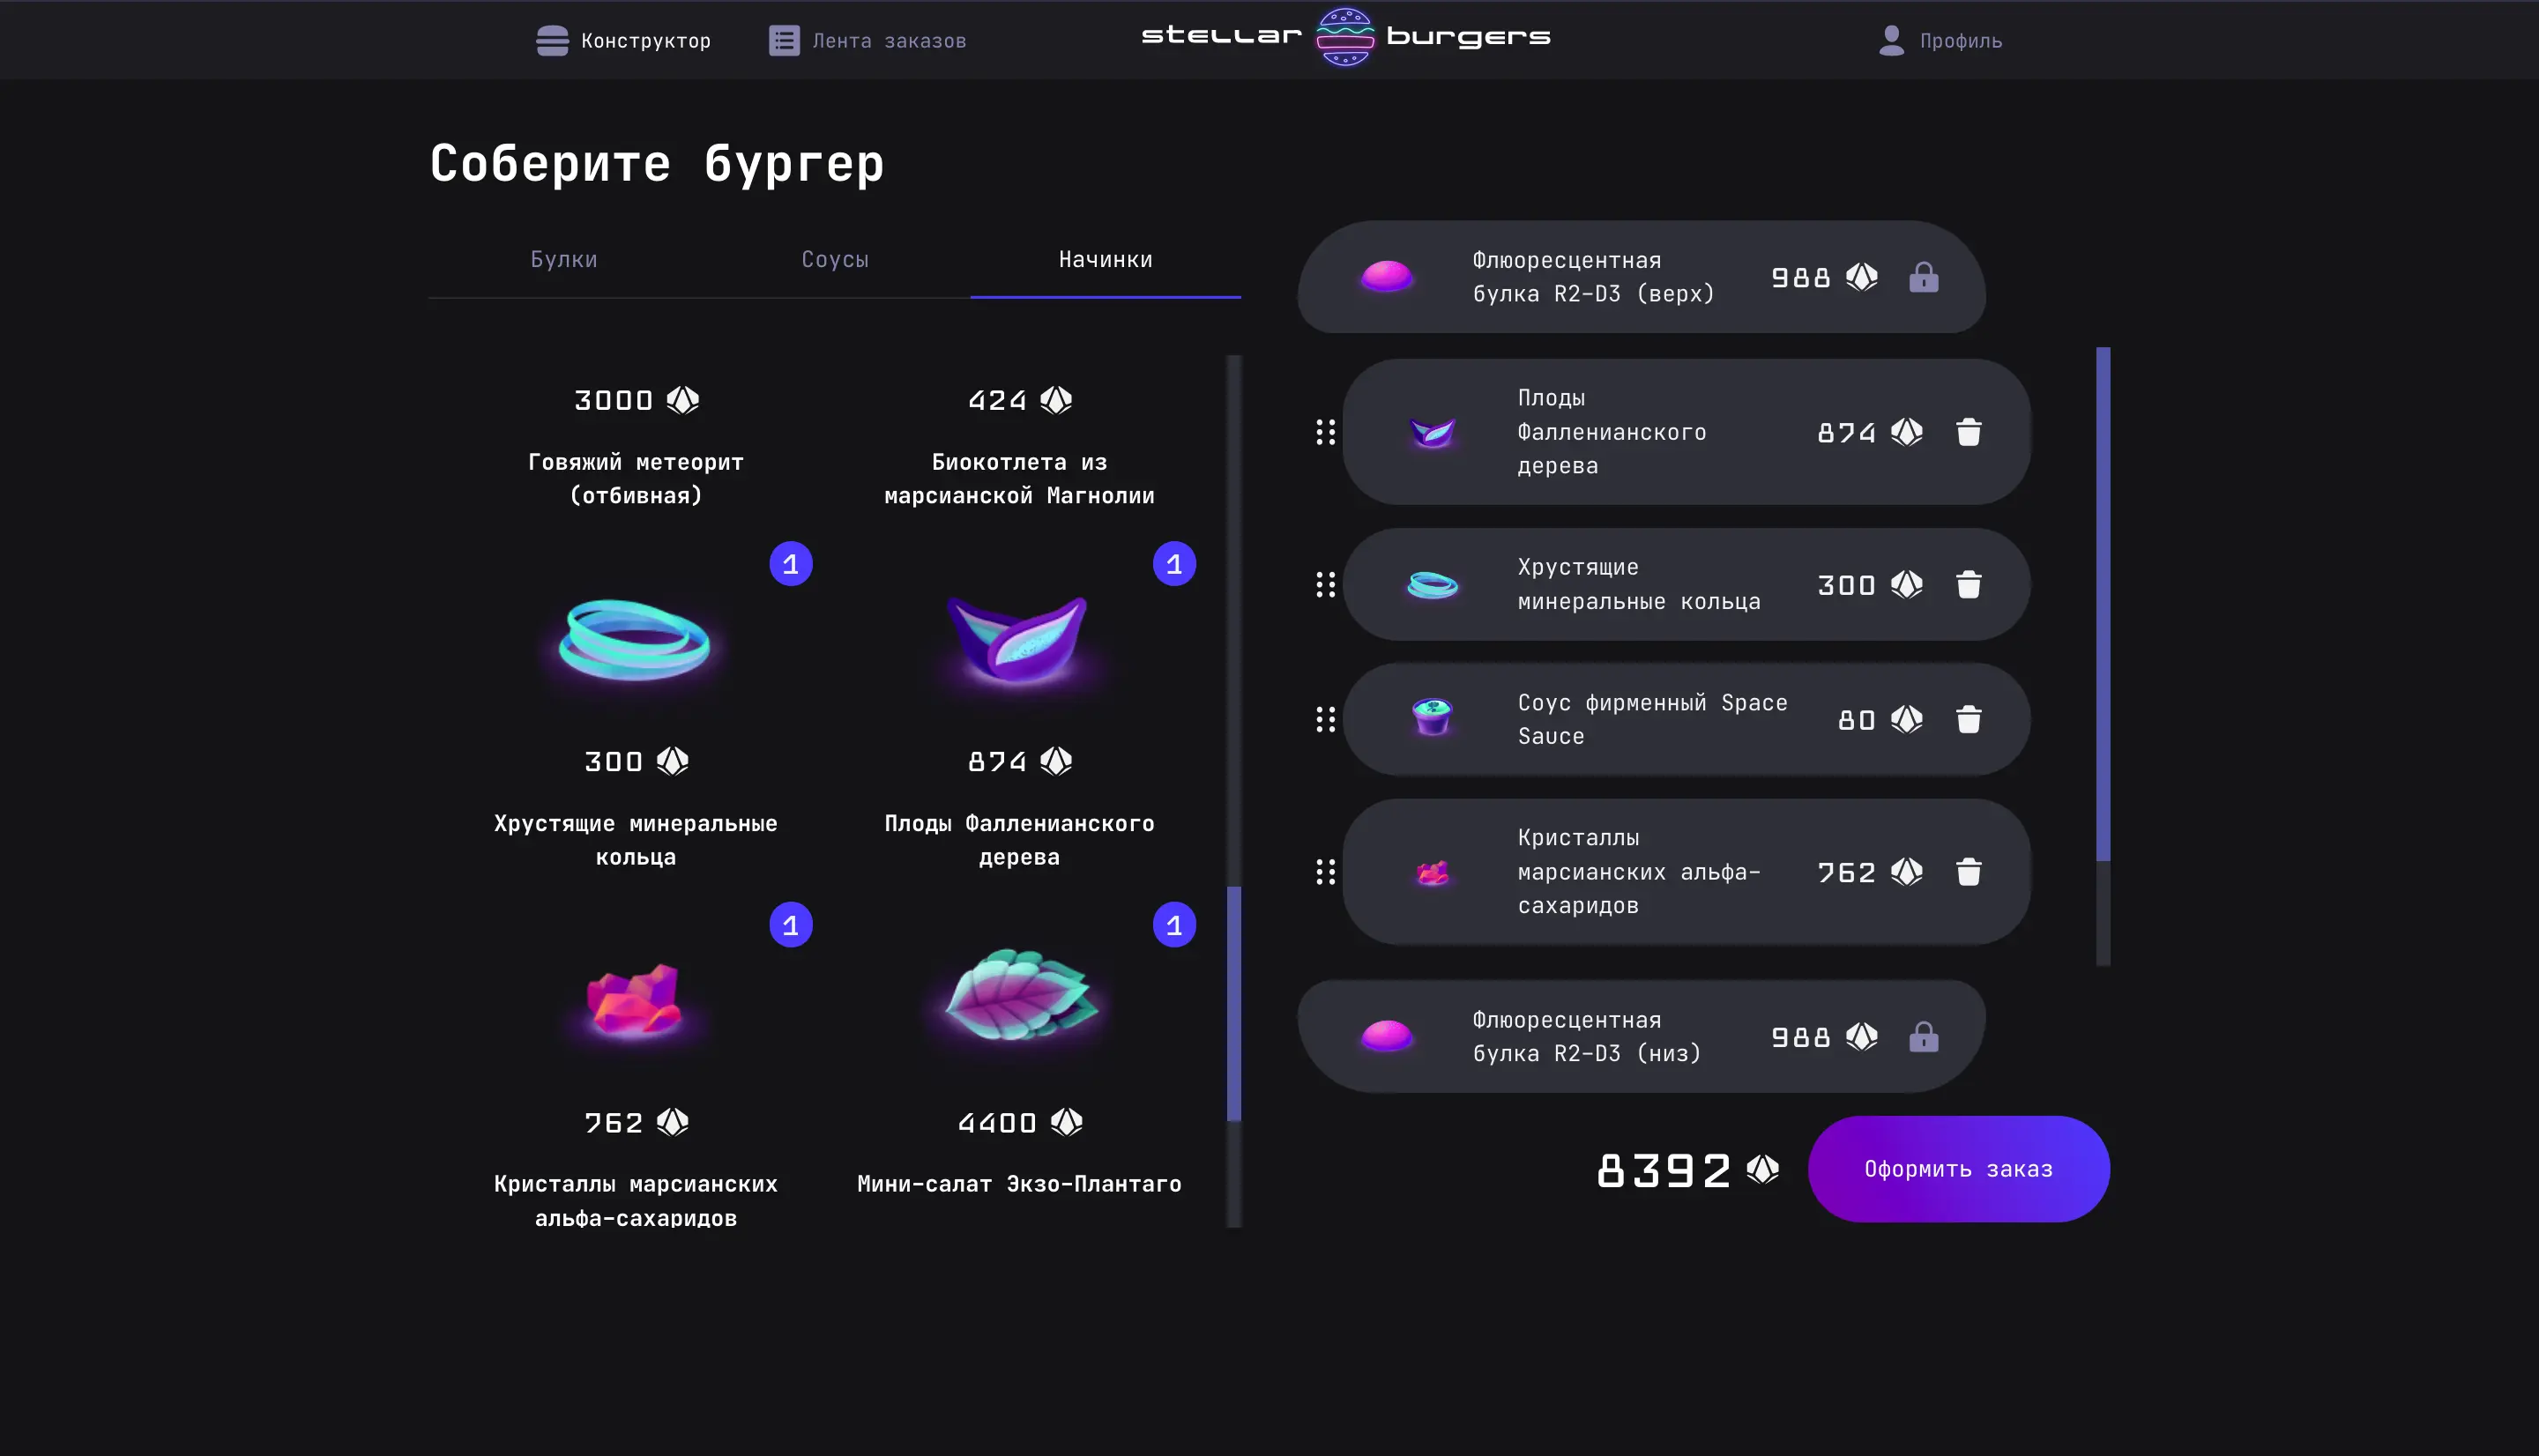 Конструктор
Лента заказов
stellar burgers
Профиль
Соберите бургер
Булки
Соусы
Начинки
3000
424
Говяжий метеорит
(отбивная)
Биокотлета из
марсианской Магнолии
1
1
300
874
Хрустящие минеральные
кольца
Плоды Фалленианского
дерева
1
1
762
4400
Кристаллы марсианских
альфа-сахаридов
Мини-салат Экзо-Плантаго
Флюоресцентная
булка R2-D3 (верх)
988
Плоды
Фалленианского
дерева
874
Хрустящие
минеральные кольца
300
Соус фирменный Space
Sauce
80
Кристаллы
марсианских альфа-
сахаридов
762
Флюоресцентная
булка R2-D3 (низ)
988
8392
Оформить заказ